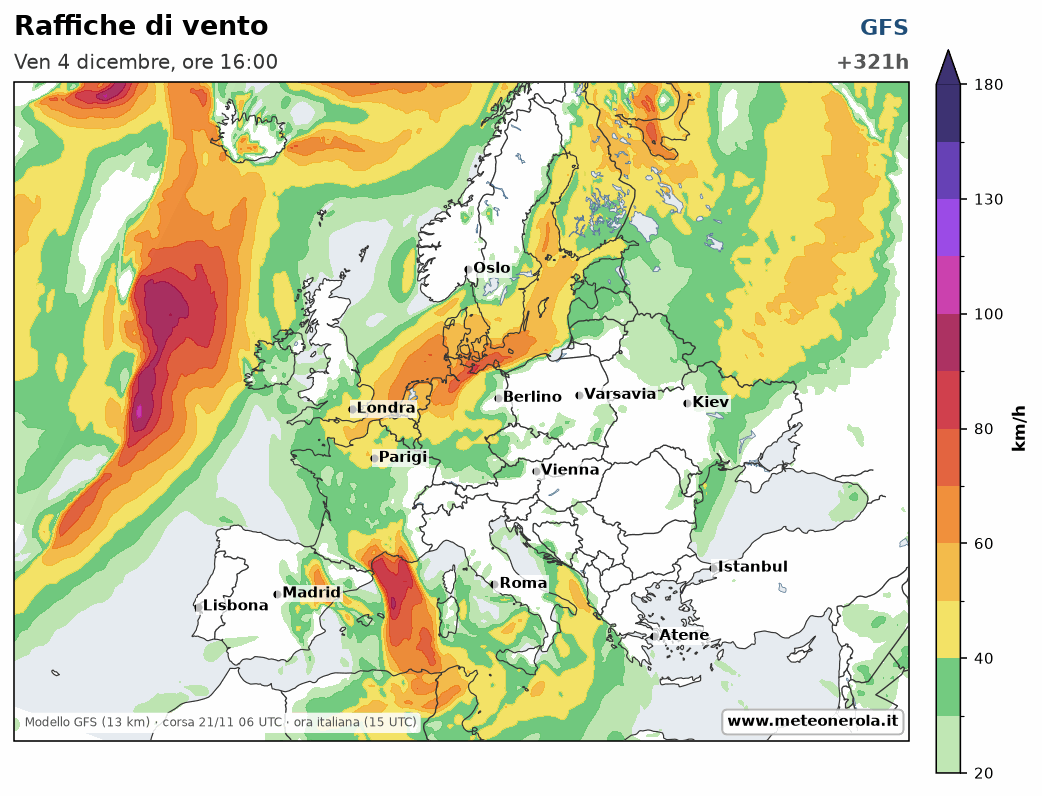 Raffiche di vento
GFS
Ven 4 dicembre, ore 16:00
+321h
180
130
100
80
60
40
20
km/h
Oslo
Londra
Berlino
Varsavia
Kiev
Parigi
Vienna
Istanbul
Madrid
Roma
Lisbona
Atene
Modello GFS (13 km) · corsa 21/11 06 UTC · ora italiana (15 UTC)
www.meteonerola.it